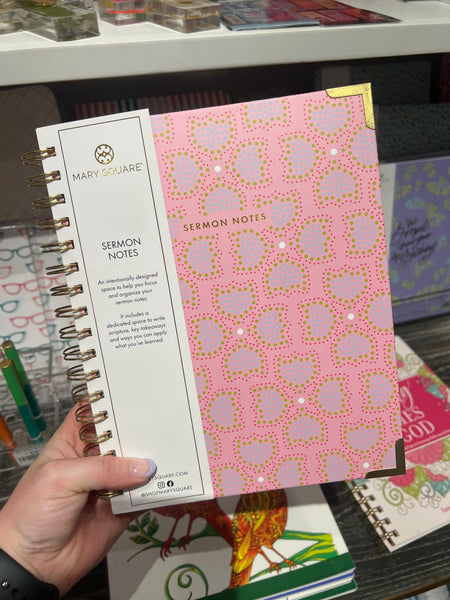 MARY SQUARE
SERMON
NOTES
An intentionally designed
space to help you focus
and organize your
sermon notes.
It includes a
dedicated space to write
scripture, key takeaways
and ways you can apply
what you've learned.
SQUARE.COM
@SHOPMARYSQUARE
SERMON NOTES
GOD